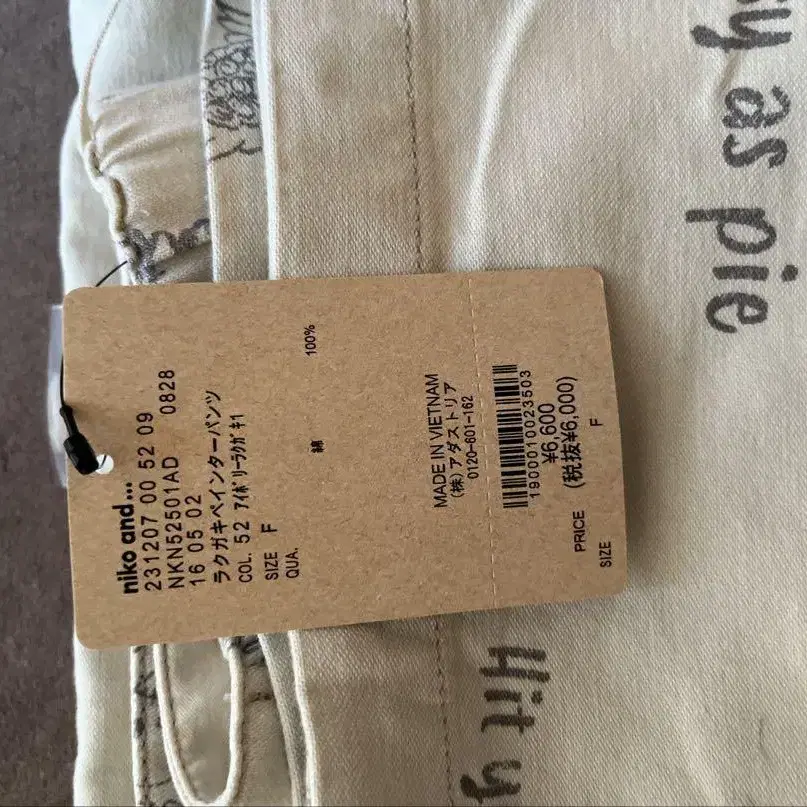 niko and...
231207 00 52 09
NKN52501AD 0828
16 05 02
ラクガキペインターパンツ
COL. 52 ｱｲﾎﾞﾘｰﾗｸｶﾞｷ1
SIZE F
QUA.
綿 100%
MADE IN VIETNAM
(株)アダストリア
0120-601-162
1900010023503
¥6,600
PRICE (税抜¥6,000)
SIZE F
as pie
Hit